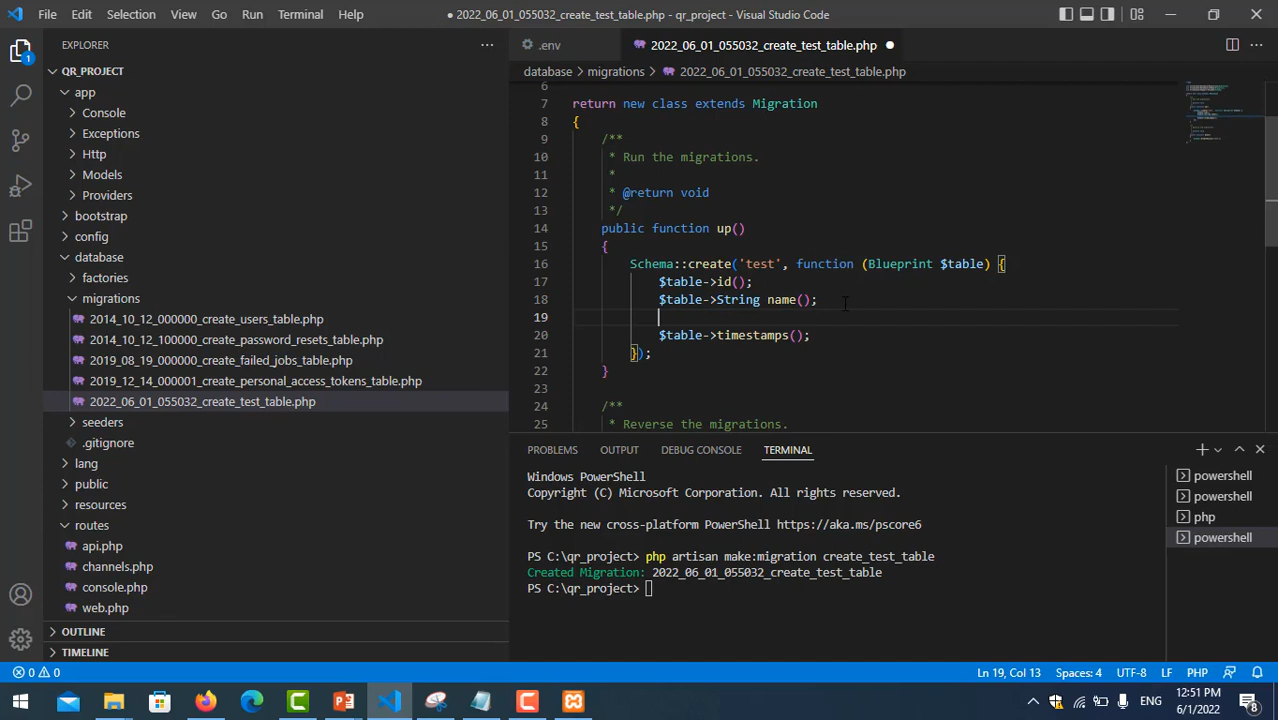 File Edit Selection View Go Run Terminal Help
● 2022_06_01_055032_create_test_table.php - qr_project - Visual Studio Code
EXPLORER
QR_PROJECT
app
Console
Exceptions
Http
Models
Providers
bootstrap
config
database
factories
migrations
2014_10_12_000000_create_users_table.php
2014_10_12_100000_create_password_resets_table.php
2019_08_19_000000_create_failed_jobs_table.php
2019_12_14_000001_create_personal_access_tokens_table.php
2022_06_01_055032_create_test_table.php
seeders
.gitignore
lang
public
resources
routes
api.php
channels.php
console.php
web.php
OUTLINE
TIMELINE
1
.env
2022_06_01_055032_create_test_table.php
database > migrations > 2022_06_01_055032_create_test_table.php
6
7 return new class extends Migration
8 {
9 /**
10 * Run the migrations.
11 *
12 * @return void
13 */
14 public function up()
15 {
16 Schema::create('test', function (Blueprint $table) {
17 $table->id();
18 $table->String name();
19
20 $table->timestamps();
21 });
22 }
23
24 /**
25 * Reverse the migrations.
PROBLEMS OUTPUT DEBUG CONSOLE TERMINAL
Windows PowerShell
Copyright (C) Microsoft Corporation. All rights reserved.
Try the new cross-platform PowerShell https://aka.ms/pscore6
PS C:\qr_project> php artisan make:migration create_test_table
Created Migration: 2022_06_01_055032_create_test_table
PS C:\qr_project>
powershell
powershell
php
powershell
0 0 Ln 19, Col 13 Spaces: 4 UTF-8 LF PHP
ENG
12:51 PM
6/1/2022
8